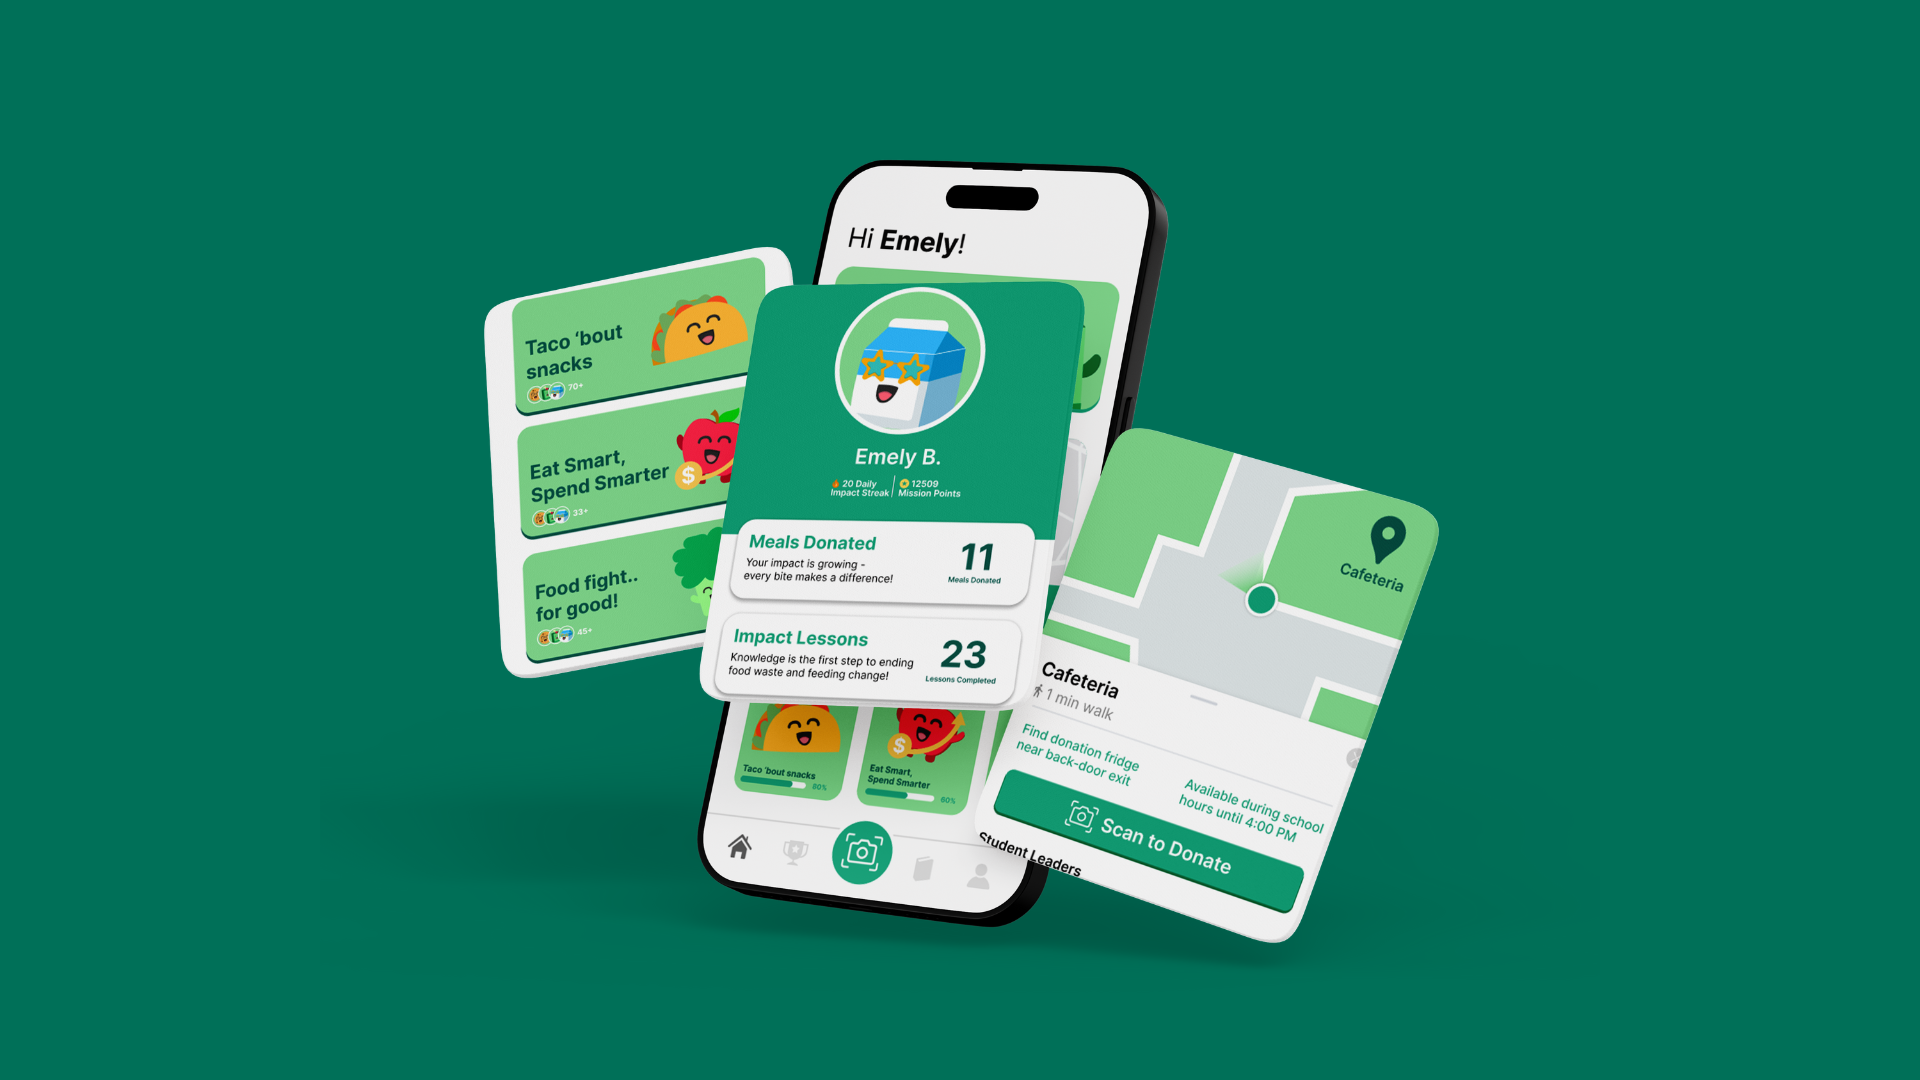 Hi Emely!
Taco ‘bout
snacks
70+
Eat Smart,
Spend Smarter
$
33+
Food fight..
for good!
45+
Emely B.
20 Daily
Impact Streak
12509
Mission Points
Meals Donated
Your impact is growing -
every bite makes a difference!
11
Meals Donated
Impact Lessons
Knowledge is the first step to ending
food waste and feeding change!
23
Lessons Completed
Taco ‘bout snacks
80%
$
Eat Smart,
Spend Smarter
60%
Cafeteria
Cafeteria
1 min walk
Find donation fridge
near back-door exit
Available during school
hours until 4:00 PM
Scan to Donate
Student Leaders